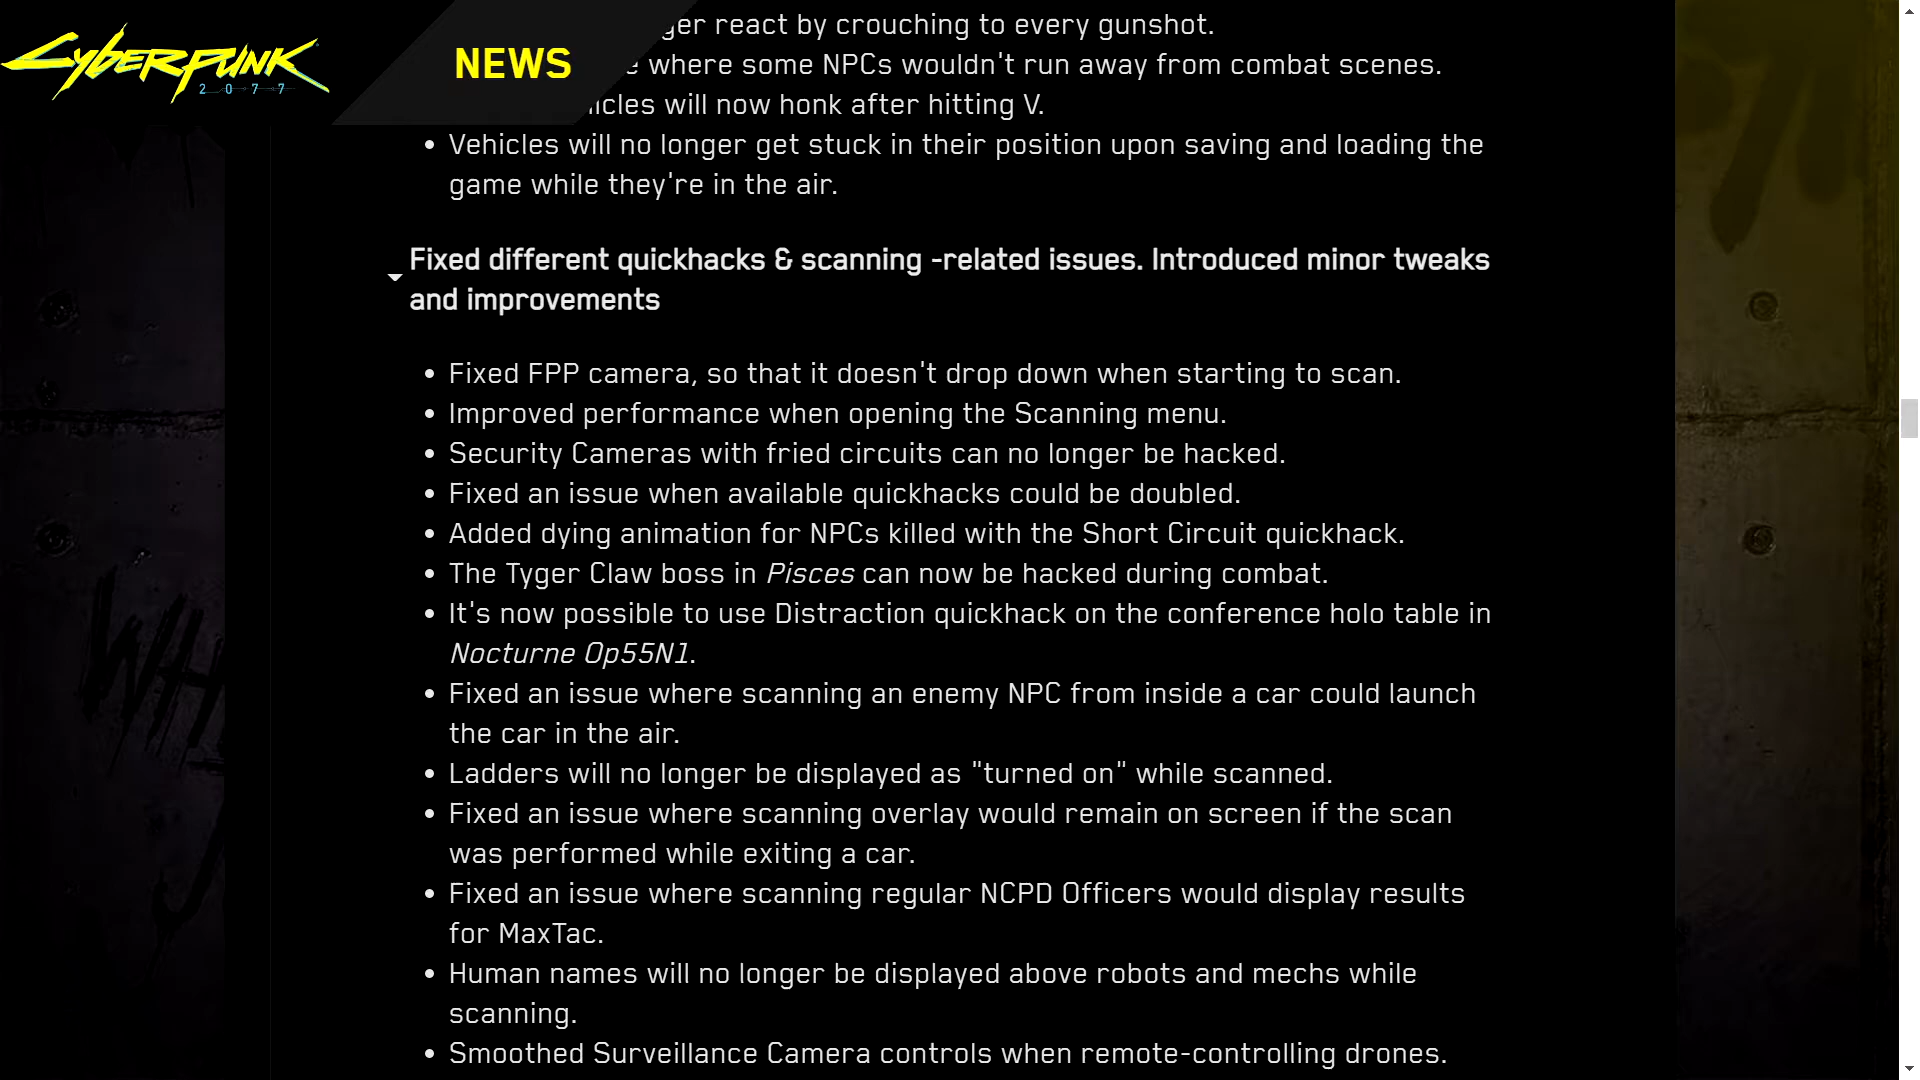 CYBERPUNK
2077
NEWS
react by crouching to every gunshot.
where some NPCs wouldn't run away from combat scenes.
will now honk after hitting V.
• Vehicles will no longer get stuck in their position upon saving and loading the
game while they're in the air.
Fixed different quickhacks & scanning -related issues. Introduced minor tweaks
and improvements
• Fixed FPP camera, so that it doesn't drop down when starting to scan.
• Improved performance when opening the Scanning menu.
• Security Cameras with fried circuits can no longer be hacked.
• Fixed an issue when available quickhacks could be doubled.
• Added dying animation for NPCs killed with the Short Circuit quickhack.
• The Tyger Claw boss in Pisces can now be hacked during combat.
• It's now possible to use Distraction quickhack on the conference holo table in
Nocturne Op55N1.
• Fixed an issue where scanning an enemy NPC from inside a car could launch
the car in the air.
• Ladders will no longer be displayed as "turned on" while scanned.
• Fixed an issue where scanning overlay would remain on screen if the scan
was performed while exiting a car.
• Fixed an issue where scanning regular NCPD Officers would display results
for MaxTac.
• Human names will no longer be displayed above robots and mechs while
scanning.
• Smoothed Surveillance Camera controls when remote-controlling drones.